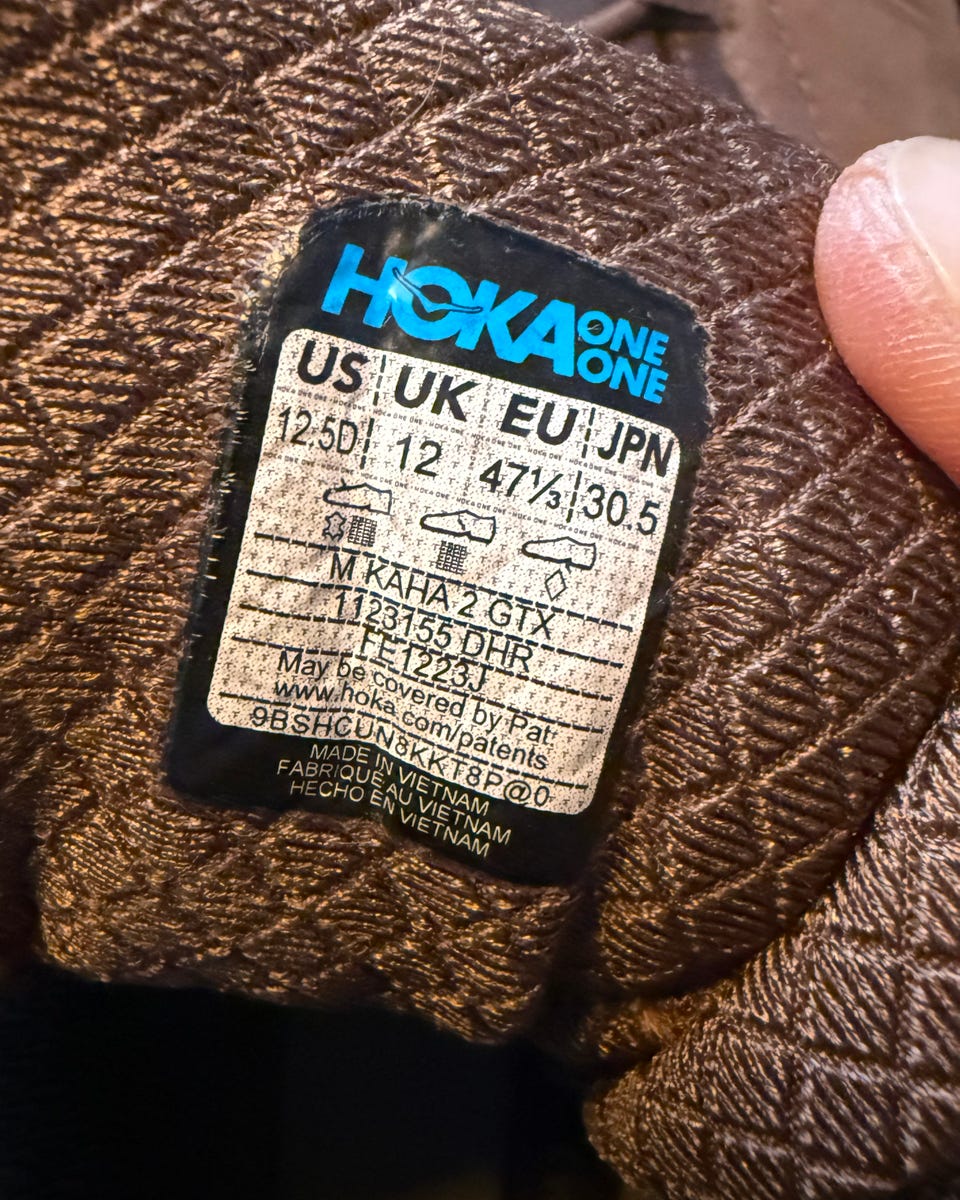 HOKA ONE ONE
US UK EU JPN
12.5D 12 47⅓ 30.5
M KAHA 2 GTX
1123155 DHR
FE1223J
May be covered by Pat:
www.hoka.com/patents
9BSHCUN8KKT8P@0
MADE IN VIETNAM
FABRIQUÉ AU VIETNAM
HECHO EN VIETNAM